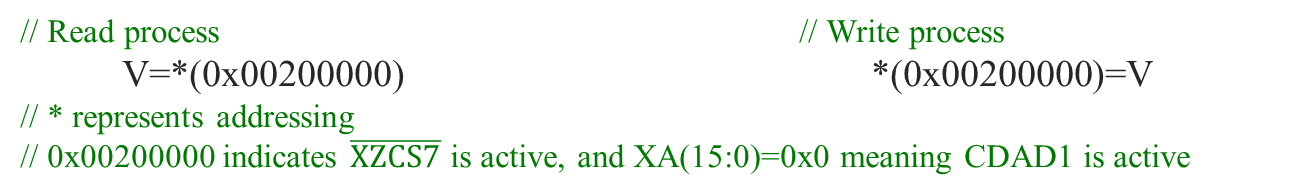 // Read process // Write process
V=*(0x00200000) *(0x00200000)=V
// * represents addressing
// 0x00200000 indicates X̅Z̅C̅S̅7̅ is active, and XA(15:0)=0x0 meaning CDAD1 is active